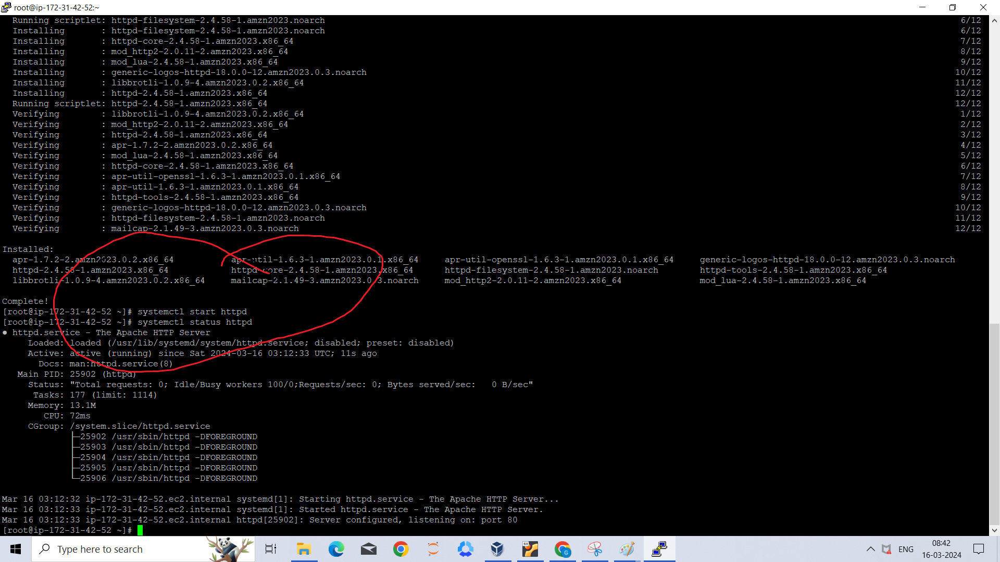 root@ip-172-31-42-52:~
Running scriptlet: httpd-filesystem-2.4.58-1.amzn2023.noarch 6/12
Installing : httpd-filesystem-2.4.58-1.amzn2023.noarch 6/12
Installing : httpd-core-2.4.58-1.amzn2023.x86_64 7/12
Installing : mod_http2-2.0.11-2.amzn2023.x86_64 8/12
Installing : mod_lua-2.4.58-1.amzn2023.x86_64 9/12
Installing : generic-logos-httpd-18.0.0-12.amzn2023.0.3.noarch 10/12
Installing : libbrotli-1.0.9-4.amzn2023.0.2.x86_64 11/12
Installing : httpd-2.4.58-1.amzn2023.x86_64 12/12
Running scriptlet: httpd-2.4.58-1.amzn2023.x86_64 12/12
Verifying : libbrotli-1.0.9-4.amzn2023.0.2.x86_64 1/12
Verifying : mod_http2-2.0.11-2.amzn2023.x86_64 2/12
Verifying : httpd-2.4.58-1.amzn2023.x86_64 3/12
Verifying : apr-1.7.2-2.amzn2023.0.2.x86_64 4/12
Verifying : mod_lua-2.4.58-1.amzn2023.x86_64 5/12
Verifying : httpd-core-2.4.58-1.amzn2023.x86_64 6/12
Verifying : apr-util-openssl-1.6.3-1.amzn2023.0.1.x86_64 7/12
Verifying : apr-util-1.6.3-1.amzn2023.0.1.x86_64 8/12
Verifying : httpd-tools-2.4.58-1.amzn2023.x86_64 9/12
Verifying : generic-logos-httpd-18.0.0-12.amzn2023.0.3.noarch 10/12
Verifying : httpd-filesystem-2.4.58-1.amzn2023.noarch 11/12
Verifying : mailcap-2.1.49-3.amzn2023.0.3.noarch 12/12
Installed:
apr-1.7.2-2.amzn2023.0.2.x86_64 apr-util-1.6.3-1.amzn2023.0.1.x86_64 apr-util-openssl-1.6.3-1.amzn2023.0.1.x86_64 generic-logos-httpd-18.0.0-12.amzn2023.0.3.noarch
httpd-2.4.58-1.amzn2023.x86_64 httpd-core-2.4.58-1.amzn2023.x86_64 httpd-filesystem-2.4.58-1.amzn2023.noarch httpd-tools-2.4.58-1.amzn2023.x86_64
libbrotli-1.0.9-4.amzn2023.0.2.x86_64 mailcap-2.1.49-3.amzn2023.0.3.noarch mod_http2-2.0.11-2.amzn2023.x86_64 mod_lua-2.4.58-1.amzn2023.x86_64
Complete!
[root@ip-172-31-42-52 ~]# systemctl start httpd
[root@ip-172-31-42-52 ~]# systemctl status httpd
● httpd.service - The Apache HTTP Server
Loaded: loaded (/usr/lib/systemd/system/httpd.service; disabled; preset: disabled)
Active: active (running) since Sat 2024-03-16 03:12:33 UTC; 11s ago
Docs: man:httpd.service(8)
Main PID: 25902 (httpd)
Status: "Total requests: 0; Idle/Busy workers 100/0;Requests/sec: 0; Bytes served/sec: 0 B/sec"
Tasks: 177 (limit: 1114)
Memory: 13.1M
CPU: 72ms
CGroup: /system.slice/httpd.service
├─25902 /usr/sbin/httpd -DFOREGROUND
├─25903 /usr/sbin/httpd -DFOREGROUND
├─25904 /usr/sbin/httpd -DFOREGROUND
├─25905 /usr/sbin/httpd -DFOREGROUND
└─25906 /usr/sbin/httpd -DFOREGROUND
Mar 16 03:12:32 ip-172-31-42-52.ec2.internal systemd[1]: Starting httpd.service - The Apache HTTP Server...
Mar 16 03:12:33 ip-172-31-42-52.ec2.internal systemd[1]: Started httpd.service - The Apache HTTP Server.
Mar 16 03:12:33 ip-172-31-42-52.ec2.internal httpd[25902]: Server configured, listening on: port 80
[root@ip-172-31-42-52 ~]#
Type here to search
64
G
ENG
08:42
16-03-2024